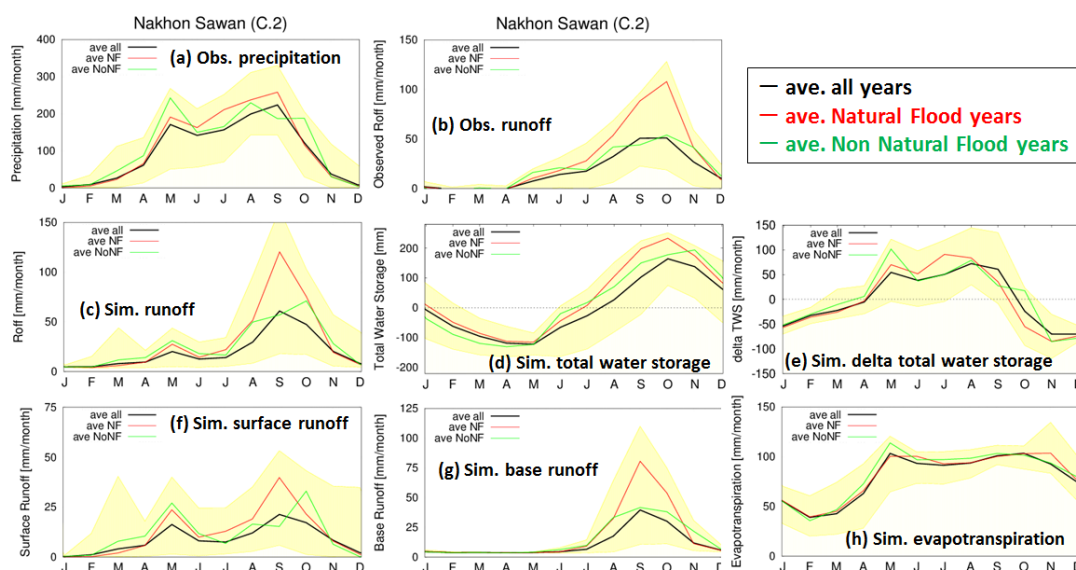 Nakhon Sawan (C.2)
Nakhon Sawan (C.2)
400
300
200
100
0
Precipitation [mm/month]
ave all
ave NF
ave NoNF
(a) Obs. precipitation
J F M A M J J A S O N D
150
100
50
0
Observed Roff [mm/month]
ave all
ave NF
ave NoNF
(b) Obs. runoff
J F M A M J J A S O N D
ave. all years
ave. Natural Flood years
ave. Non Natural Flood years
150
100
50
0
Roff [mm/month]
ave all
ave NF
ave NoNF
(c) Sim. runoff
J F M A M J J A S O N D
200
100
0
-100
-200
Total Water Storage [mm]
ave all
ave NF
ave NoNF
(d) Sim. total water storage
J F M A M J J A S O N D
150
100
50
0
-50
-100
-150
delta TWS [mm/month]
ave all
ave NF
ave NoNF
(e) Sim. delta total water storage
J F M A M J J A S O N D
75
50
25
0
Surface Runoff [mm/month]
ave all
ave NF
ave NoNF
(f) Sim. surface runoff
J F M A M J J A S O N D
125
100
75
50
25
0
Base Runoff [mm/month]
ave all
ave NF
ave NoNF
(g) Sim. base runoff
J F M A M J J A S O N D
150
100
50
0
Evapotranspiration [mm/month]
ave all
ave NF
ave NoNF
(h) Sim. evapotranspiration
J F M A M J J A S O N D